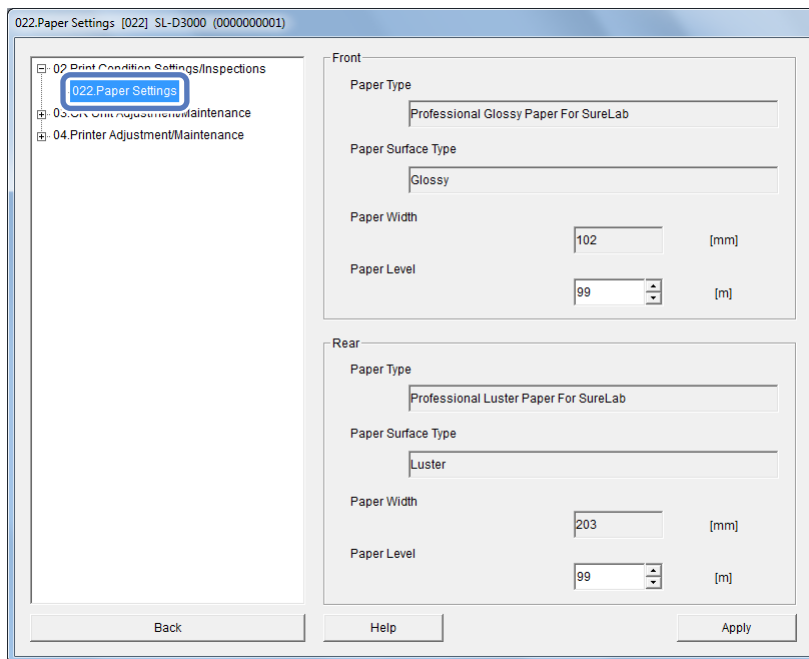 022.Paper Settings [022] SL-D3000 (0000000001)
02.Print Condition Settings/Inspections
022.Paper Settings
03.CR Unit Adjustment/Maintenance
04.Printer Adjustment/Maintenance
Front
Paper Type
Professional Glossy Paper For SureLab
Paper Surface Type
Glossy
Paper Width
102 [mm]
Paper Level
99 [m]
Rear
Paper Type
Professional Luster Paper For SureLab
Paper Surface Type
Luster
Paper Width
203 [mm]
Paper Level
99 [m]
Back Help Apply